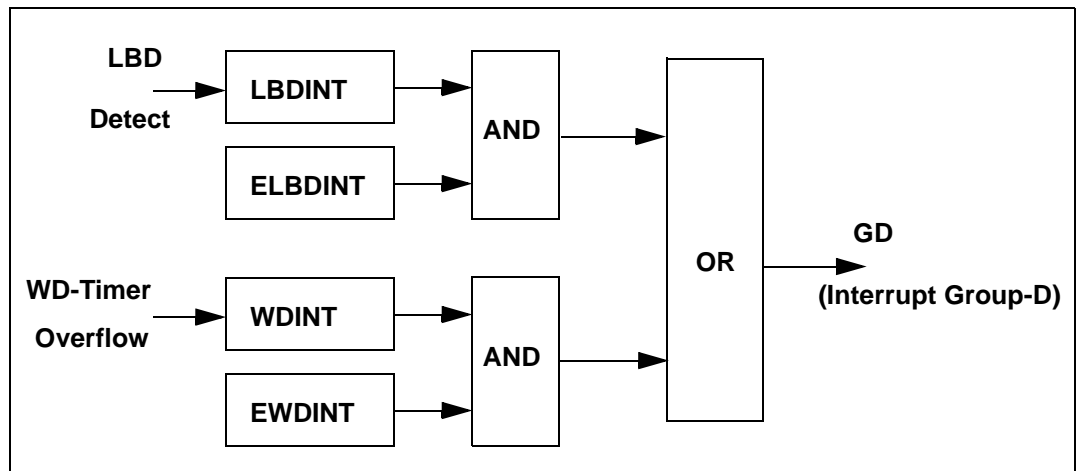 LBD
Detect
LBDINT
ELBDINT
AND
WD-Timer
Overflow
WDINT
EWDINT
AND
OR
GD
(Interrupt Group-D)